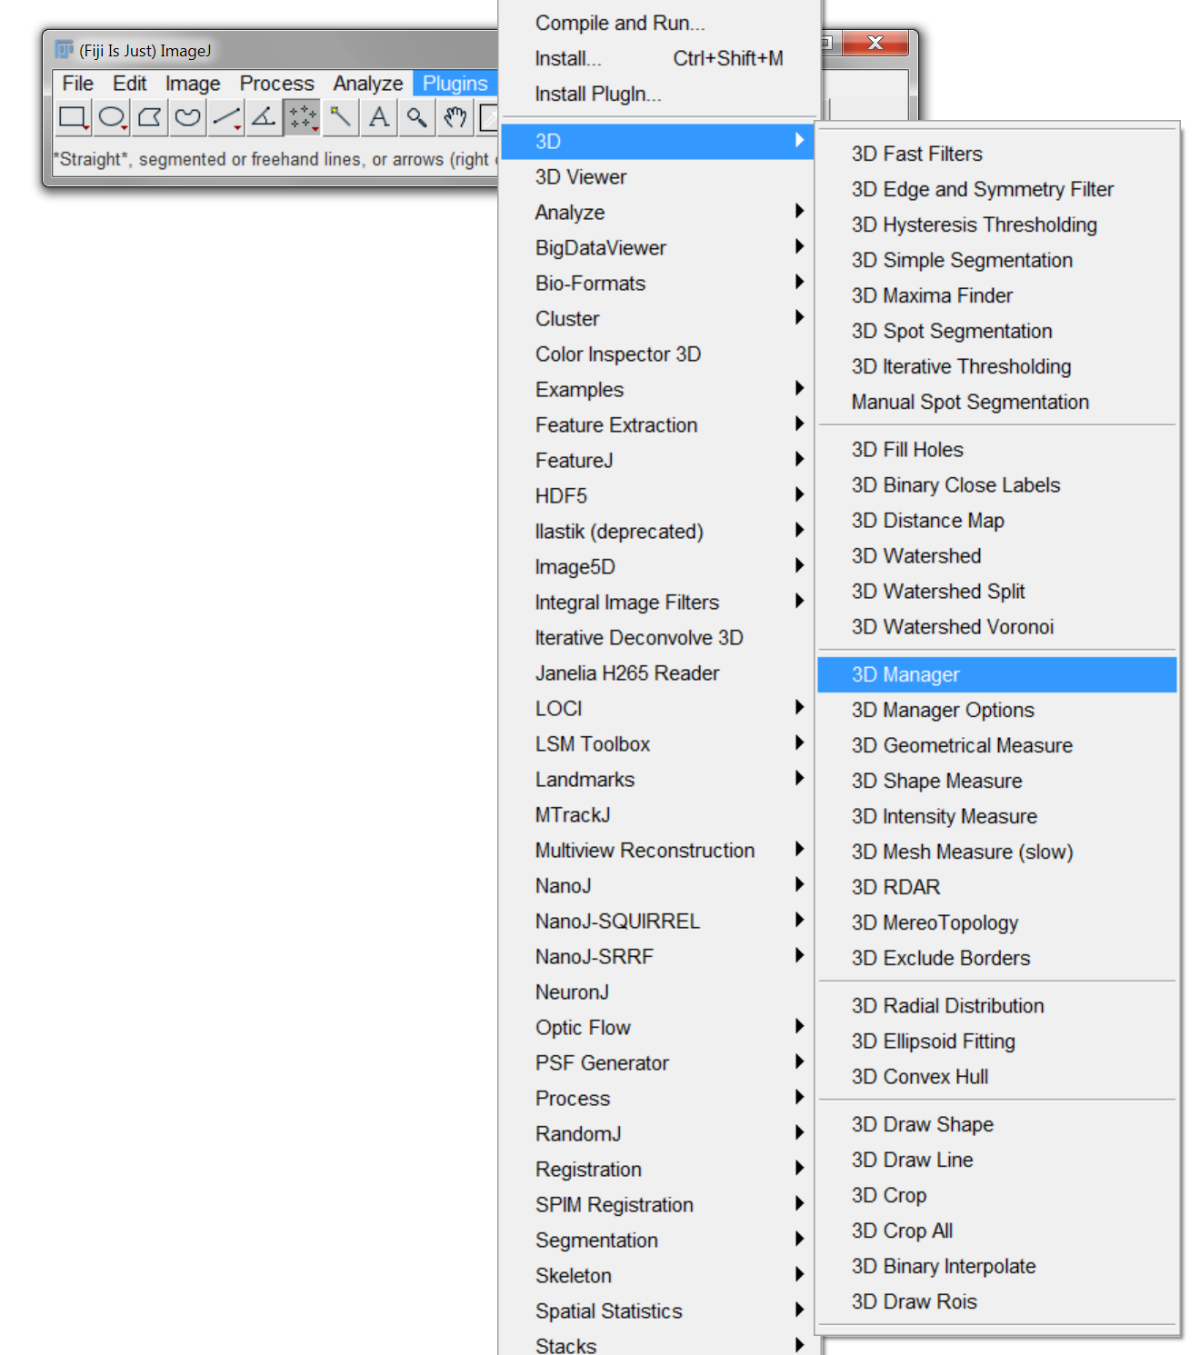 (Fiji Is Just) ImageJ
File Edit Image Process Analyze Plugins
A
*Straight*, segmented or freehand lines, or arrows (right
Compile and Run...
Install... Ctrl+Shift+M
Install PlugIn...
3D
3D Viewer
Analyze
BigDataViewer
Bio-Formats
Cluster
Color Inspector 3D
Examples
Feature Extraction
FeatureJ
HDF5
Ilastik (deprecated)
Image5D
Integral Image Filters
Iterative Deconvolve 3D
Janelia H265 Reader
LOCI
LSM Toolbox
Landmarks
MTrackJ
Multiview Reconstruction
NanoJ
NanoJ-SQUIRREL
NanoJ-SRRF
NeuronJ
Optic Flow
PSF Generator
Process
RandomJ
Registration
SPIM Registration
Segmentation
Skeleton
Spatial Statistics
Stacks
3D Fast Filters
3D Edge and Symmetry Filter
3D Hysteresis Thresholding
3D Simple Segmentation
3D Maxima Finder
3D Spot Segmentation
3D Iterative Thresholding
Manual Spot Segmentation
3D Fill Holes
3D Binary Close Labels
3D Distance Map
3D Watershed
3D Watershed Split
3D Watershed Voronoi
3D Manager
3D Manager Options
3D Geometrical Measure
3D Shape Measure
3D Intensity Measure
3D Mesh Measure (slow)
3D RDAR
3D MereoTopology
3D Exclude Borders
3D Radial Distribution
3D Ellipsoid Fitting
3D Convex Hull
3D Draw Shape
3D Draw Line
3D Crop
3D Crop All
3D Binary Interpolate
3D Draw Rois